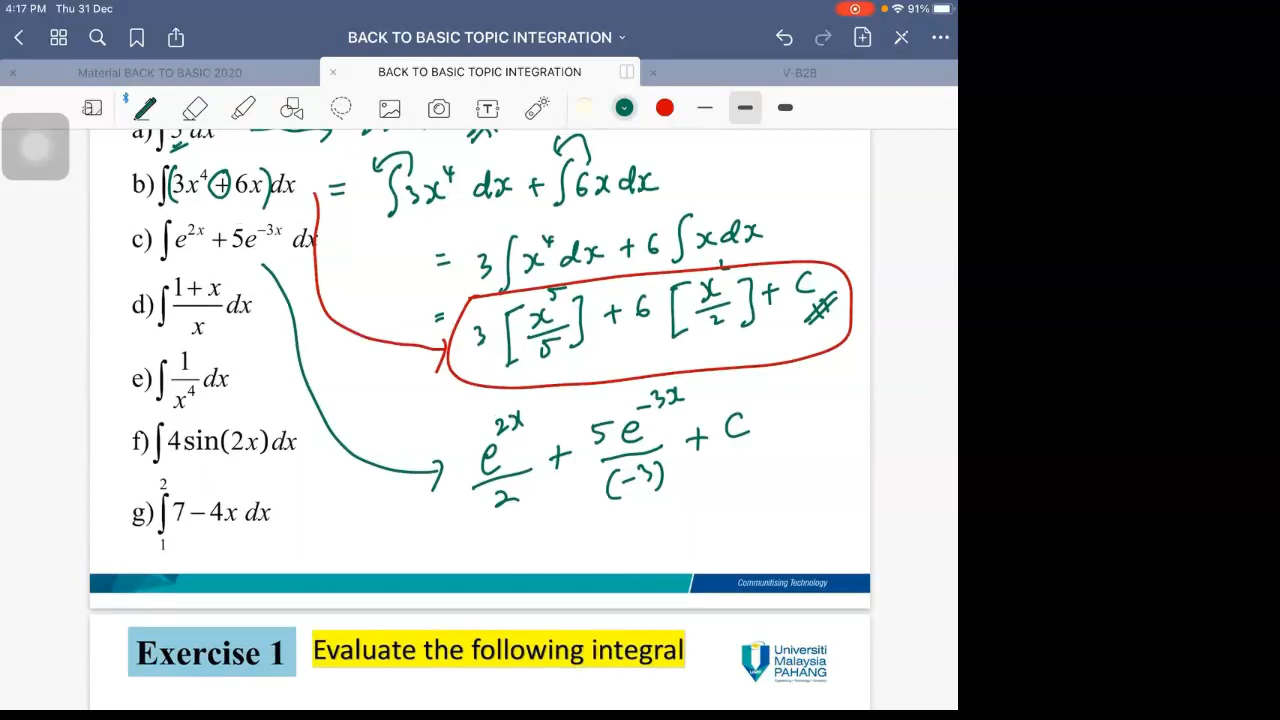 4:17 PM Thu 31 Dec 91%
BACK TO BASIC TOPIC INTEGRATION
Material BACK TO BASIC 2020 BACK TO BASIC TOPIC INTEGRATION V-B2B
a) ∫ 5 dx
b) ∫(3x⁴ + 6x)dx = ∫3x⁴ dx + ∫6x dx
= 3∫x⁴ dx + 6∫x dx
c) ∫ e^{2x} + 5e^{-3x} dx
= 3[x⁵/5] + 6[x/2] + C
d) ∫ (1+x)/x dx
e) ∫ 1/x⁴ dx
e^{2x}/2 + 5e^{-3x}/(-3) + C
f) ∫ 4sin(2x)dx
g) ∫₁² 7 − 4x dx
Communitising Technology
Exercise 1 Evaluate the following integral
Universiti
Malaysia
PAHANG